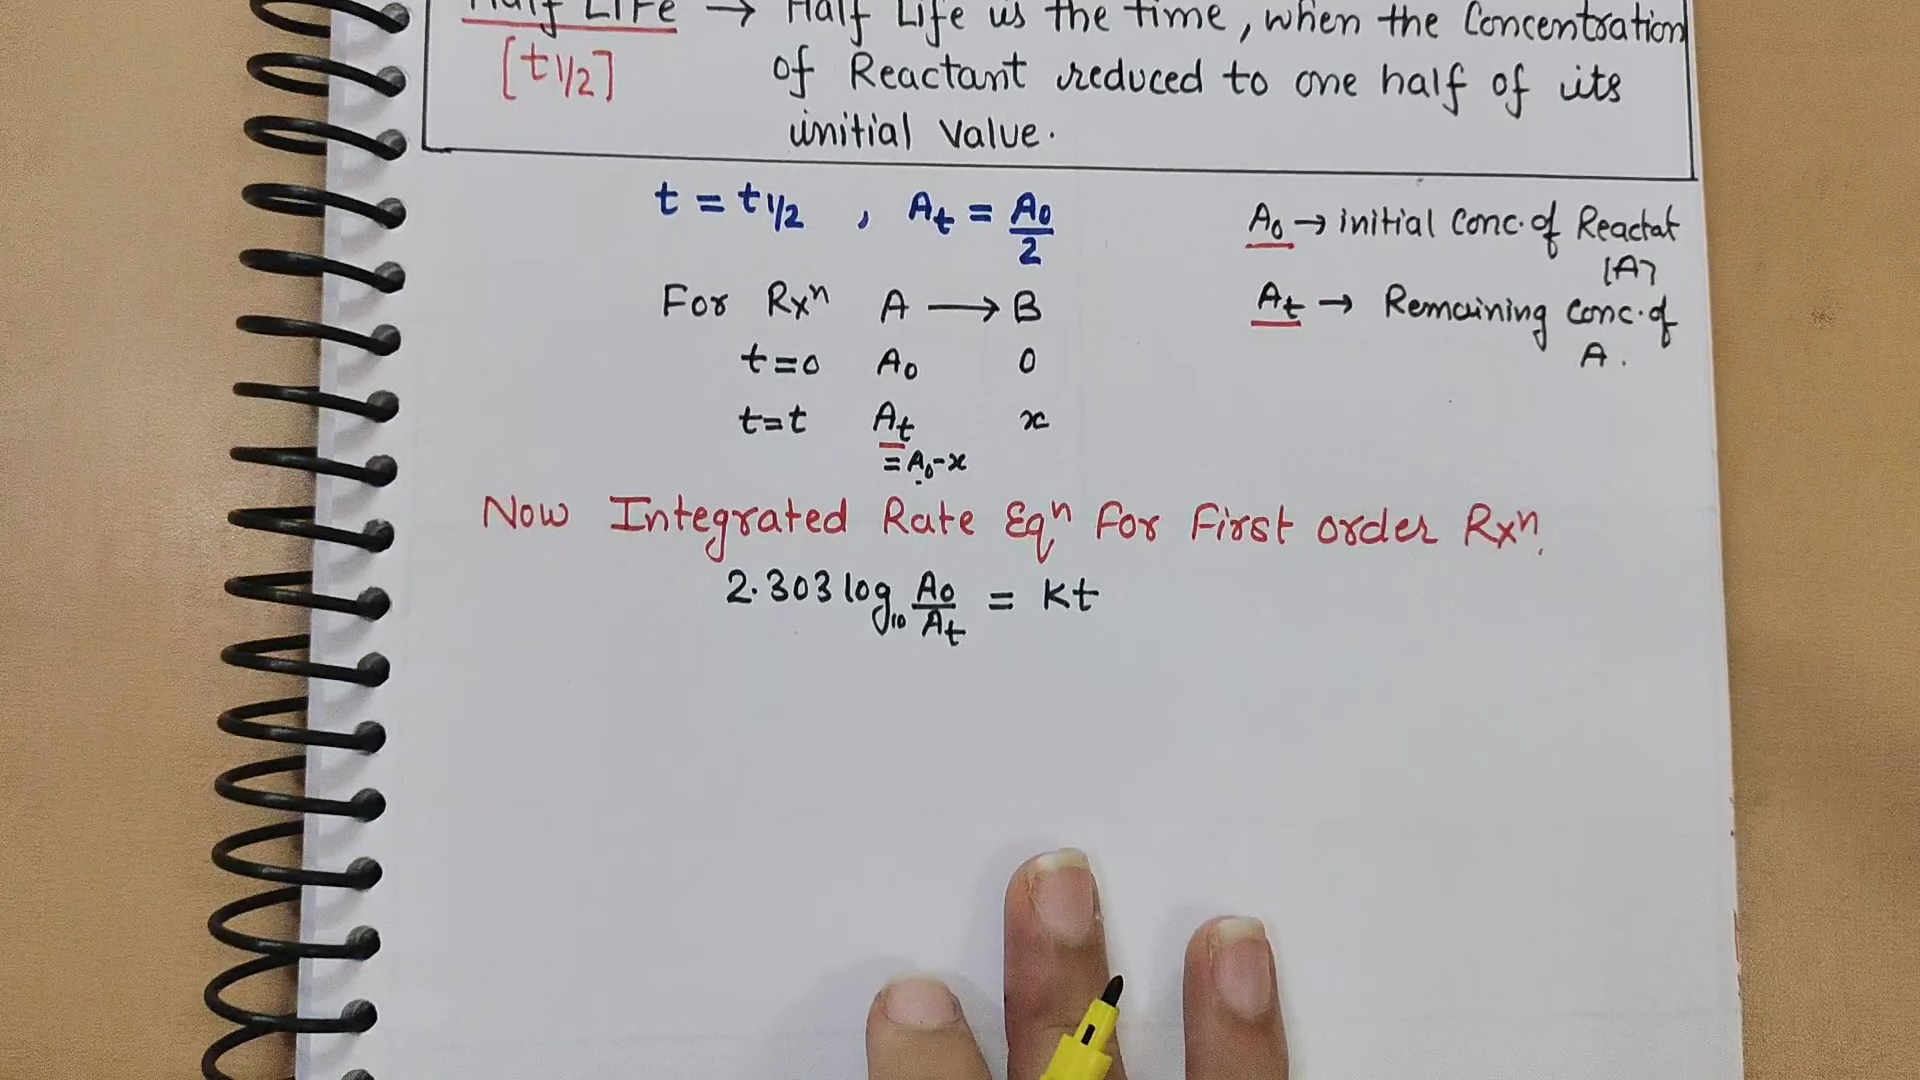 Half Life → Half Life is the time, when the Concentration
[t1/2] of Reactant reduced to one half of its
initial value.
t = t1/2 , At = A0/2
A0 → initial conc. of Reactat
[A]
For Rxn A ⟶ B
At → Remaining conc. of
A.
t=0 A0 0
t=t At x
= A0-x
Now Integrated Rate Eqn For First order Rxn.
2.303 log10 A0/At = Kt